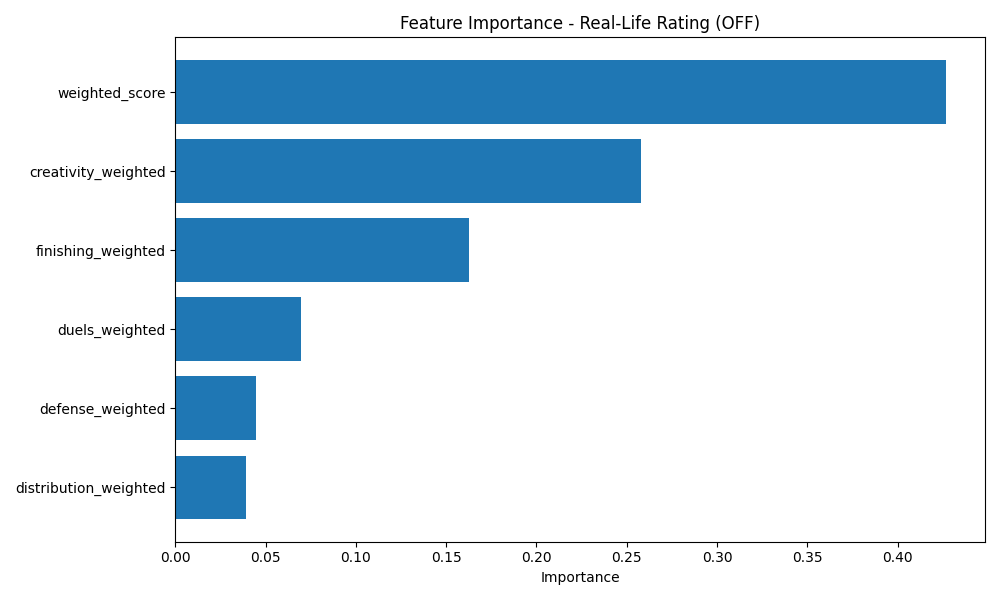 Feature Importance - Real-Life Rating (OFF)
weighted_score
creativity_weighted
finishing_weighted
duels_weighted
defense_weighted
distribution_weighted
0.00 0.05 0.10 0.15 0.20 0.25 0.30 0.35 0.40
Importance